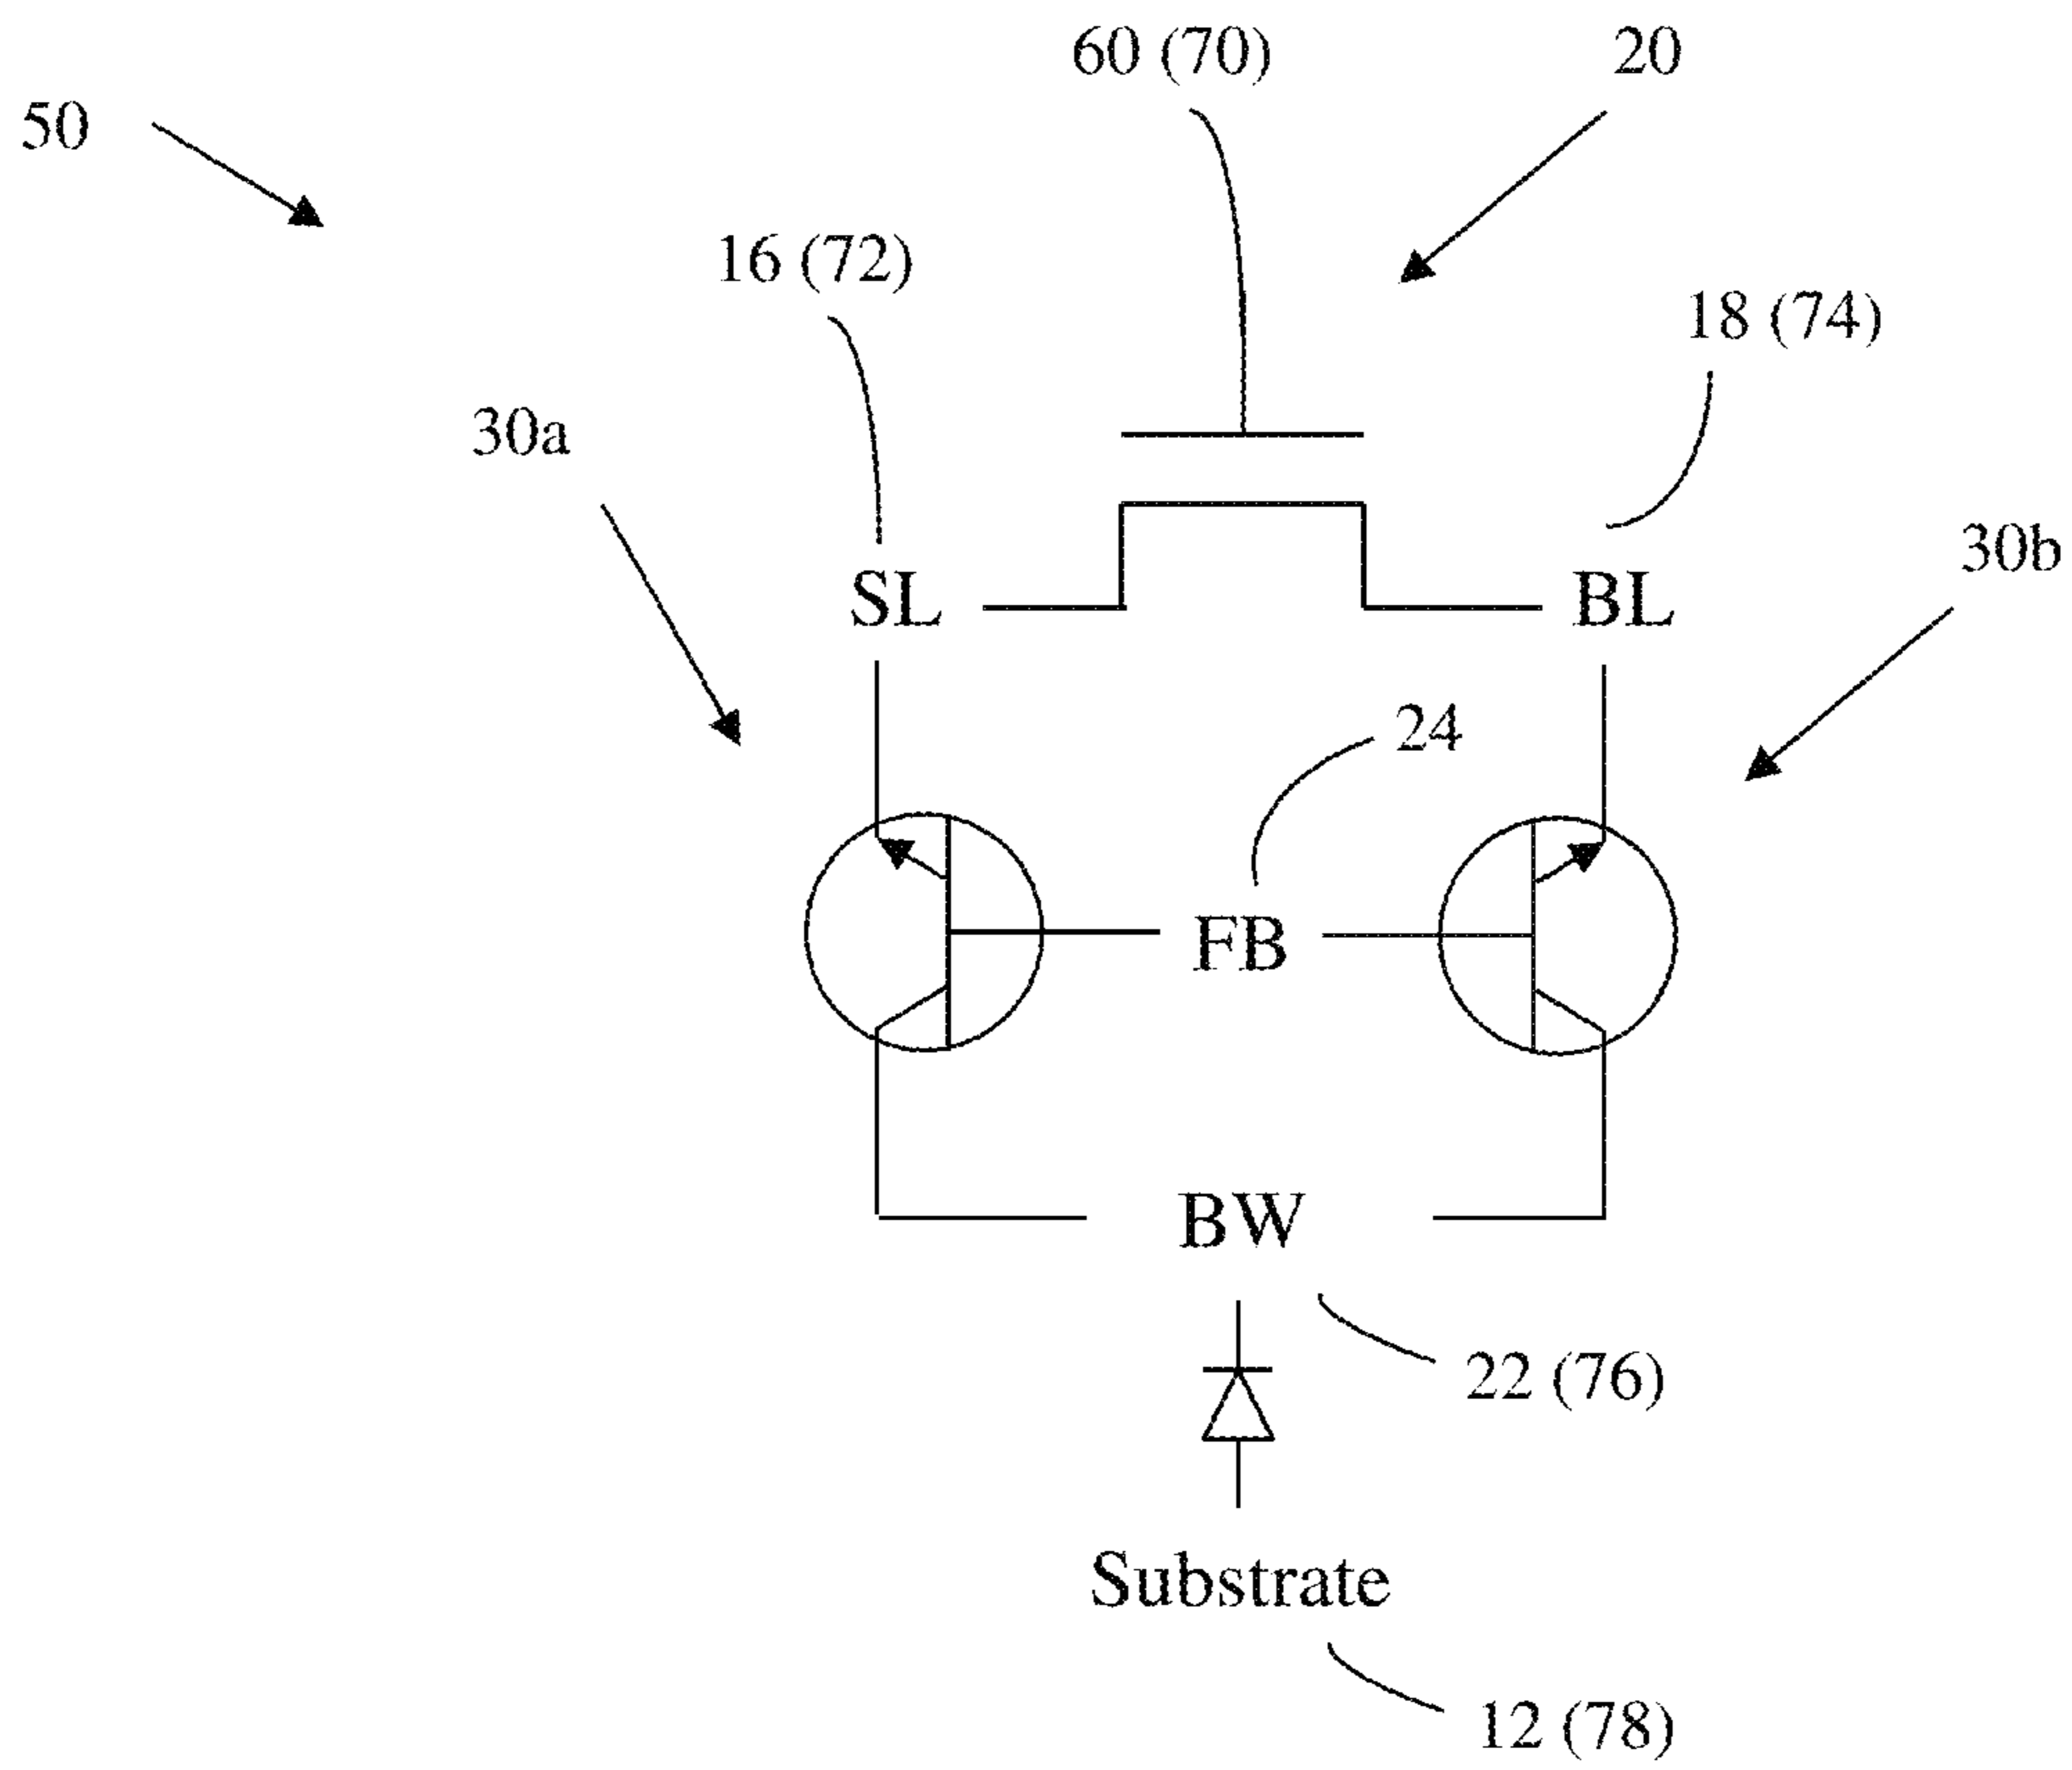 60 (70)
20
50
16 (72)
18 (74)
30a
30b
SL
BL
24
FB
BW
22 (76)
Substrate
12 (78)